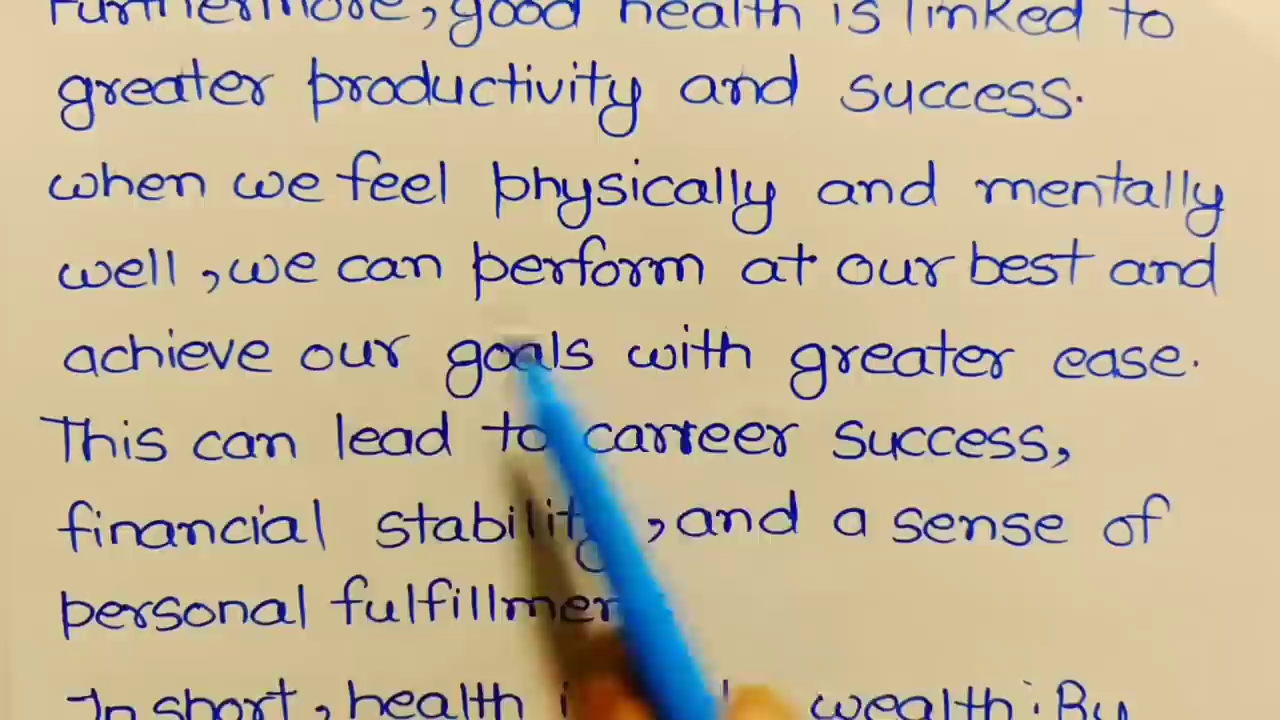 Furthermore, good health is linked to
greater productivity and success.
when we feel physically and mentally
well, we can perform at our best and
achieve our goals with greater ease.
This can lead to carreer success,
financial stability, and a sense of
personal
In short, health wealth: By